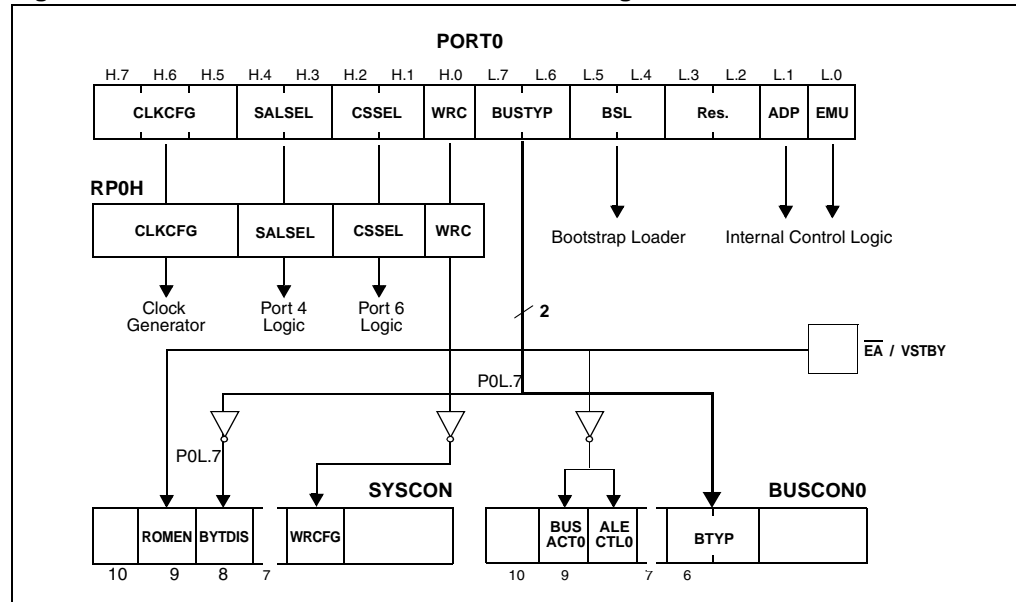 PORT0
H.7 H.6 H.5 H.4 H.3 H.2 H.1 H.0 L.7 L.6 L.5 L.4 L.3 L.2 L.1 L.0
CLKCFG SALSEL CSSEL WRC BUSTYP BSL Res. ADP EMU
RP0H
CLKCFG SALSEL CSSEL WRC
Bootstrap Loader Internal Control Logic
Clock Generator
Port 4 Logic
Port 6 Logic
2
EA / VSTBY
P0L.7
P0L.7
SYSCON BUSCON0
ROMEN BYTDIS WRCFG BUS ACT0 ALE CTL0 BTYP
10 9 8 7 10 9 7 6